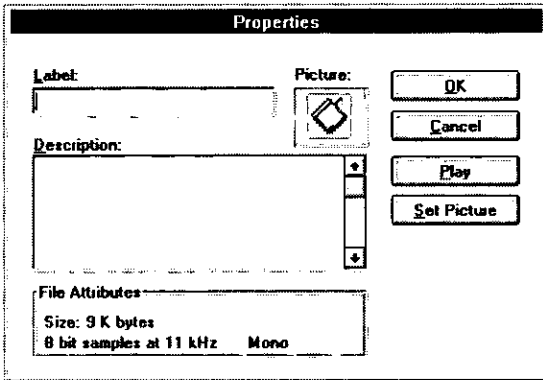 Properties
Label:
Picture:
OK
Cancel
Description:
Play
Set Picture
File Attributes
Size: 9 K bytes
8 bit samples at 11 kHz Mono